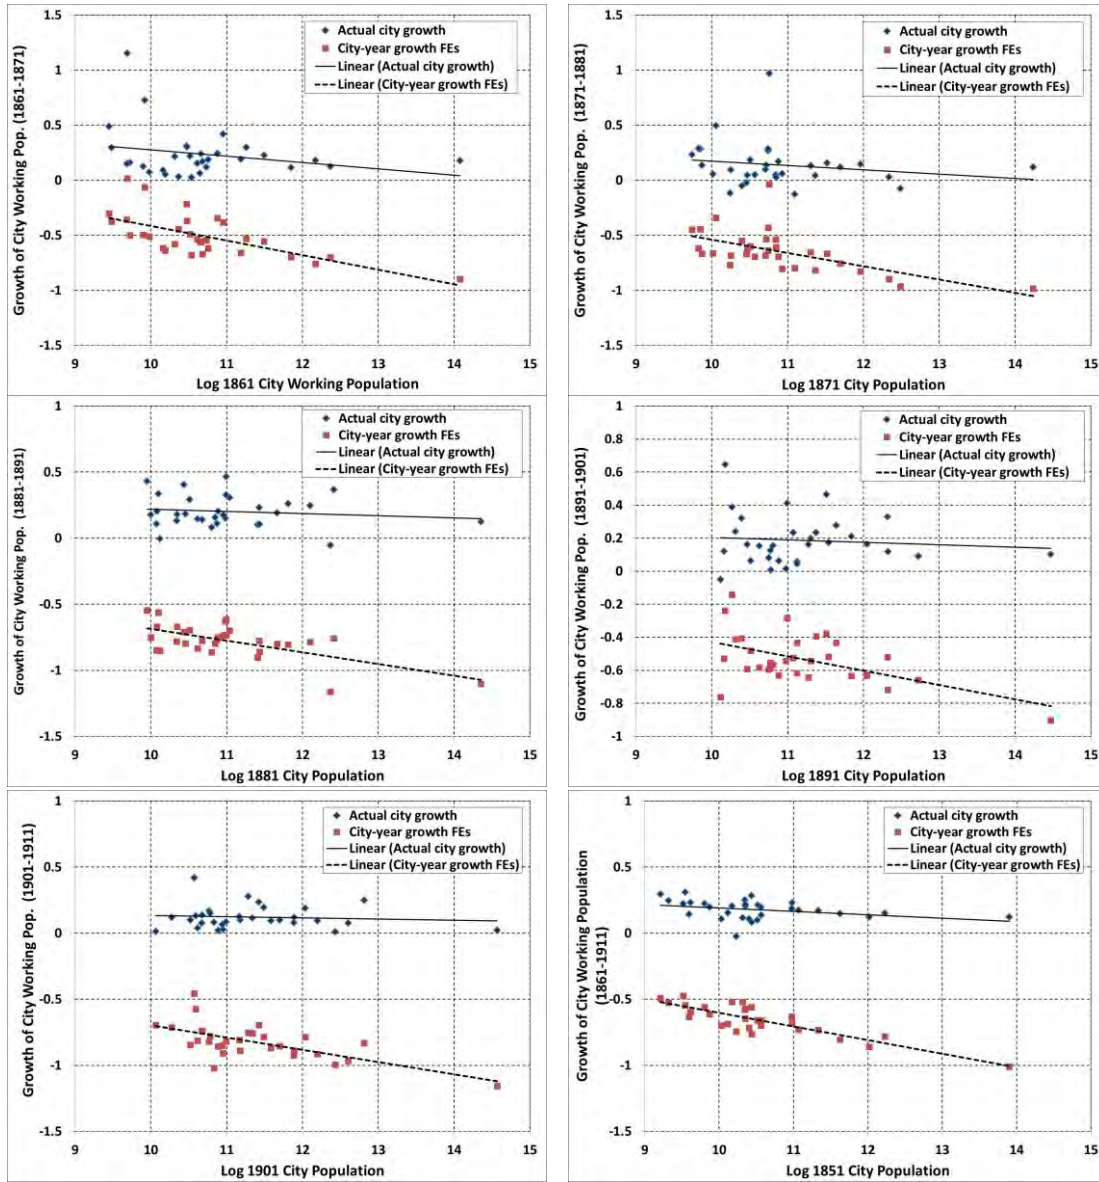 Growth of City Working Pop. (1861-1871)
1.5
1
0.5
0
-0.5
-1
-1.5
Actual city growth
City-year growth FEs
Linear (Actual city growth)
Linear (City-year growth FEs)
9 10 11 12 13 14 15
Log 1861 City Working Population
Growth of City Working Pop. (1871-1881)
1.5
1
0.5
0
-0.5
-1
-1.5
Actual city growth
City-year growth FEs
Linear (Actual city growth)
Linear (City-year growth FEs)
9 10 11 12 13 14 15
Log 1871 City Population
Growth of City Working Pop. (1881-1891)
1
0.5
0
-0.5
-1
-1.5
Actual city growth
City-year growth FEs
Linear (Actual city growth)
Linear (City-year growth FEs)
9 10 11 12 13 14 15
Log 1881 City Population
Growth of City Working Pop. (1891-1901)
1
0.8
0.6
0.4
0.2
0
-0.2
-0.4
-0.6
-0.8
-1
Actual city growth
City-year growth FEs
Linear (Actual city growth)
Linear (City-year growth FEs)
9 10 11 12 13 14 15
Log 1891 City Population
Growth of City Working Pop. (1901-1911)
1
0.5
0
-0.5
-1
-1.5
Actual city growth
City-year growth FEs
Linear (Actual city growth)
Linear (City-year growth FEs)
9 10 11 12 13 14 15
Log 1901 City Population
Growth of City Working Population
(1861-1911)
1
0.5
0
-0.5
-1
-1.5
Actual city growth
City-year growth FEs
Linear (Actual city growth)
Linear (City-year growth FEs)
9 10 11 12 13 14 15
Log 1851 City Population